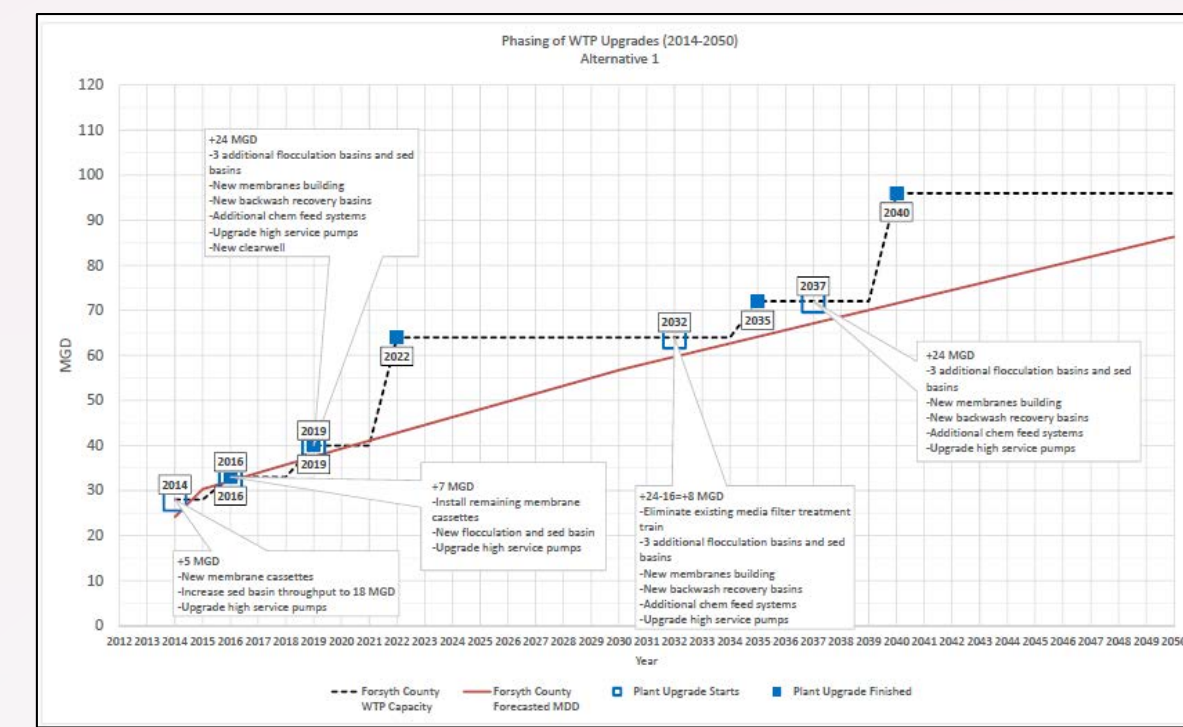 Phasing of WTP Upgrades (2014-2050)
Alternative 1
120
110
100
90
80
70
60
50
40
30
20
10
0
MGD
+24 MGD
-3 additional flocculation basins and sed
basins
-New membranes building
-New backwash recovery basins
-Additional chem feed systems
-Upgrade high service pumps
-New clearwell
2014
2016
2016
2019
2019
2022
2032
2035
2037
2040
+5 MGD
-New membrane cassettes
-Increase sed basin throughput to 18 MGD
-Upgrade high service pumps
+7 MGD
-Install remaining membrane
cassettes
-New flocculation and sed basin
-Upgrade high service pumps
+24-16=+8 MGD
-Eliminate existing media filter treatment
train
-3 additional flocculation basins and sed
basins
-New membranes building
-New backwash recovery basins
-Additional chem feed systems
-Upgrade high service pumps
+24 MGD
-3 additional flocculation basins and sed
basins
-New membranes building
-New backwash recovery basins
-Additional chem feed systems
-Upgrade high service pumps
2012 2013 2014 2015 2016 2017 2018 2019 2020 2021 2022 2023 2024 2025 2026 2027 2028 2029 2030 2031 2032 2033 2034 2035 2036 2037 2038 2039 2040 2041 2042 2043 2044 2045 2046 2047 2048 2049 2050
Year
Forsyth County
WTP Capacity
Forsyth County
Forecasted MDD
Plant Upgrade Starts
Plant Upgrade Finished